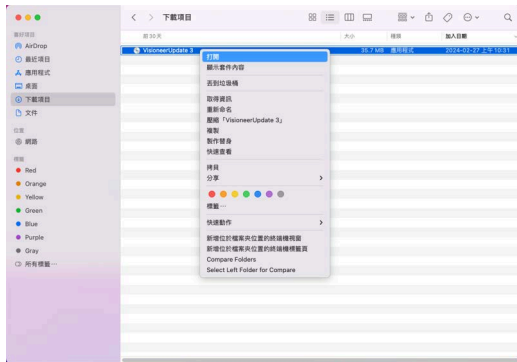 下載項目
喜好項目
AirDrop
最近項目
應用程式
桌面
下載項目
文件
位置
網路
標籤
Red
Orange
Yellow
Green
Blue
Purple
Gray
所有標籤⋯
前30天
大小
種類
加入日期
VisioneerUpdate 3
35.7 MB
應用程式
2024-03-27 上午10:31
打開
顯示套件內容
丟到垃圾桶
取得資訊
重新命名
壓縮「VisioneerUpdate 3」
複製
製作替身
快速查看
拷貝
分享
標籤⋯
快速動作
新增位於檔案夾位置的終端機視窗
新增位於檔案夾位置的終端機標籤頁
Compare Folders
Select Left Folder for Compare